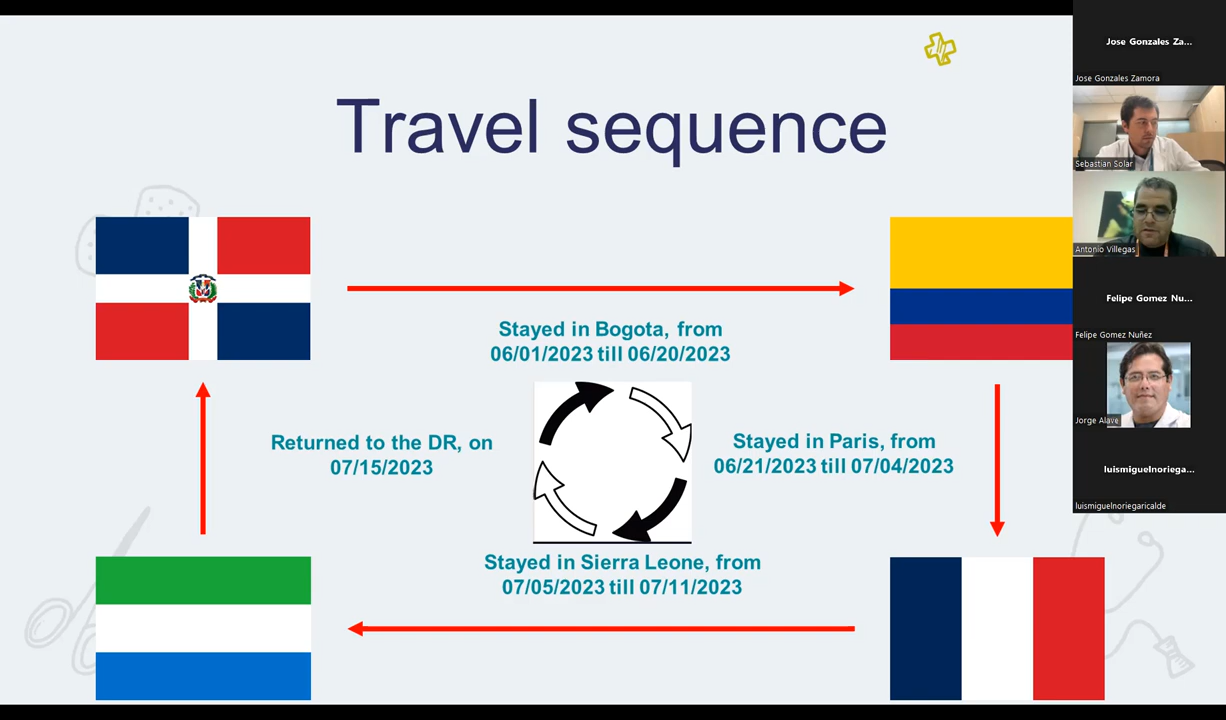 Travel sequence
Stayed in Bogota, from
06/01/2023 till 06/20/2023
Returned to the DR, on
07/15/2023
Stayed in Paris, from
06/21/2023 till 07/04/2023
Stayed in Sierra Leone, from
07/05/2023 till 07/11/2023
Jose Gonzales Za...
Jose Gonzales Zamora
Sebastian Solar
Antonio Villegas
Felipe Gomez Nu...
Felipe Gomez Nuñez
Jorge Alave
luismiguelnoriega...
luismiguelnoriegaricalde